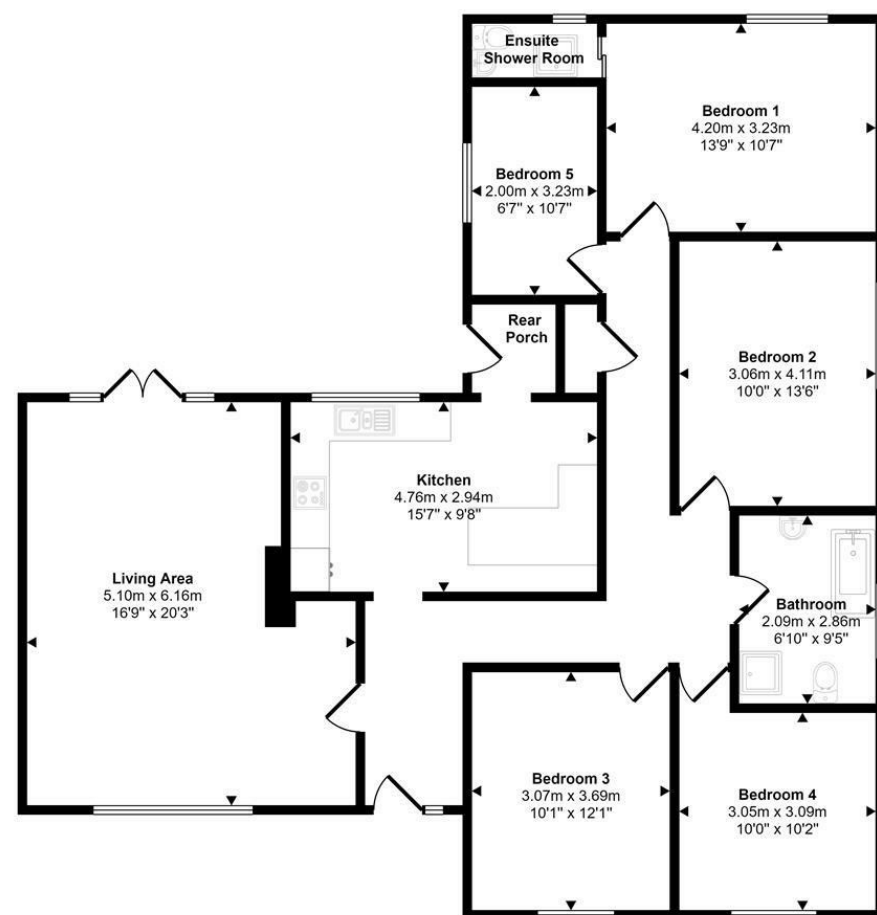 Ensuite
Shower Room
Bedroom 1
4.20m x 3.23m
13'9" x 10'7"
Bedroom 5
2.00m x 3.23m
6'7" x 10'7"
Rear
Porch
Bedroom 2
3.06m x 4.11m
10'0" x 13'6"
Kitchen
4.76m x 2.94m
15'7" x 9'8"
Living Area
5.10m x 6.16m
16'9" x 20'3"
Bathroom
2.09m x 2.86m
6'10" x 9'5"
Bedroom 3
3.07m x 3.69m
10'1" x 12'1"
Bedroom 4
3.05m x 3.09m
10'0" x 10'2"